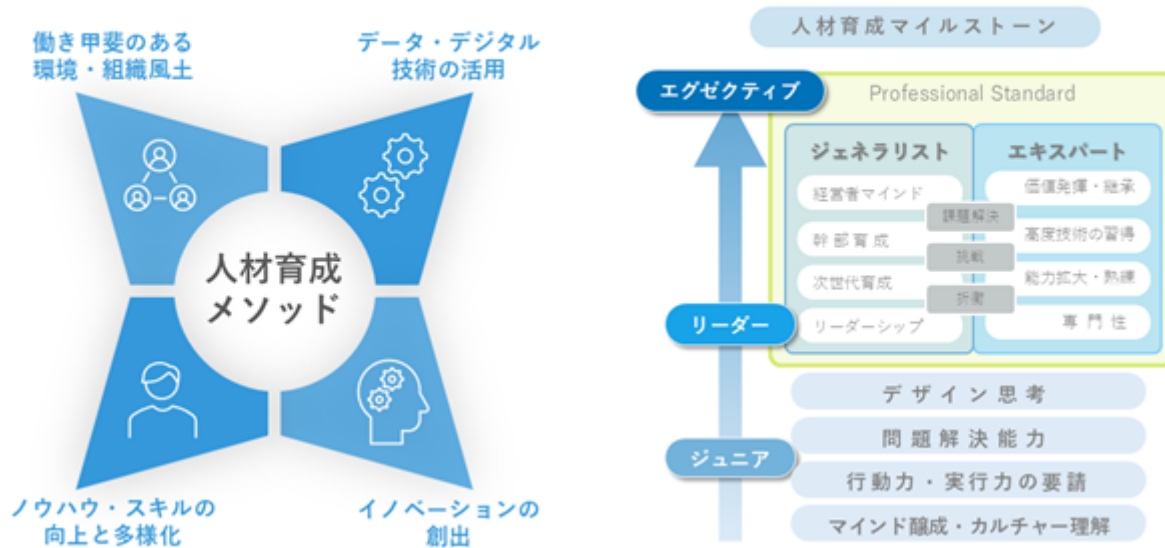 働き甲斐のある
環境・組織風土
データ・デジタル
技術の活用
人材育成
メソッド
ノウハウ・スキルの
向上と多様化
イノベーションの
創出
人材育成マイルストーン
エグゼクティブ
Professional Standard
ジェネラリスト
エキスパート
経営者マインド
価値発揮・継承
課題解決
幹部育成
高度技術の習得
挑戦
次世代育成
能力拡大・熟練
折衝
リーダー
リーダーシップ
専門性
デザイン思考
問題解決能力
ジュニア
行動力・実行力の要請
マインド醸成・カルチャー理解